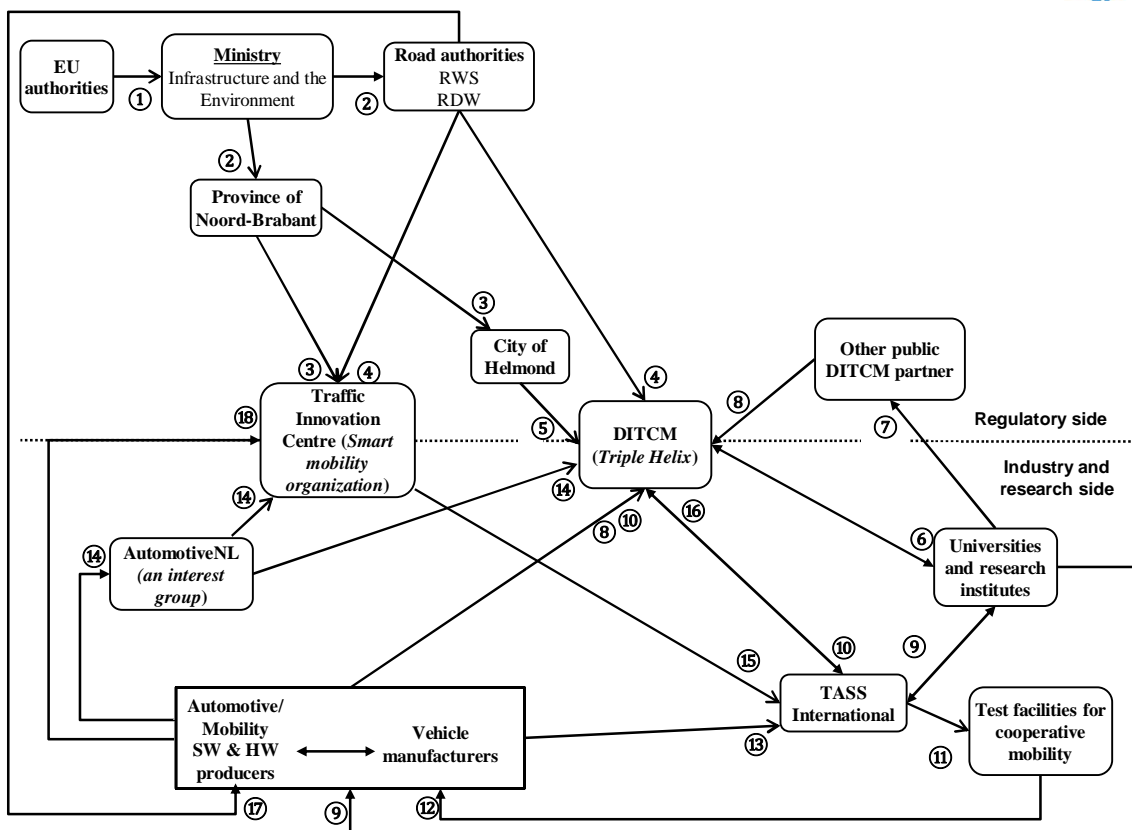 EU
authorities
①
Ministry
Infrastructure and the
Environment
②
Road authorities
RWS
RDW
②
Province of
Noord-Brabant
③
City of
Helmond
③
④
④
Other public
DITCM partner
⑱
Traffic
Innovation
Centre (Smart
mobility
organization)
⑤
DITCM
(Triple Helix)
⑧
⑦
Regulatory side
Industry and
research side
⑭
⑭
⑧
⑩
⑯
⑥
Universities
and research
institutes
⑭
AutomotiveNL
(an interest
group)
⑨
⑮
⑩
TASS
International
Test facilities for
cooperative
mobility
Automotive/
Mobility
SW & HW
producers
Vehicle
manufacturers
⑬
⑪
⑰
⑨
⑫